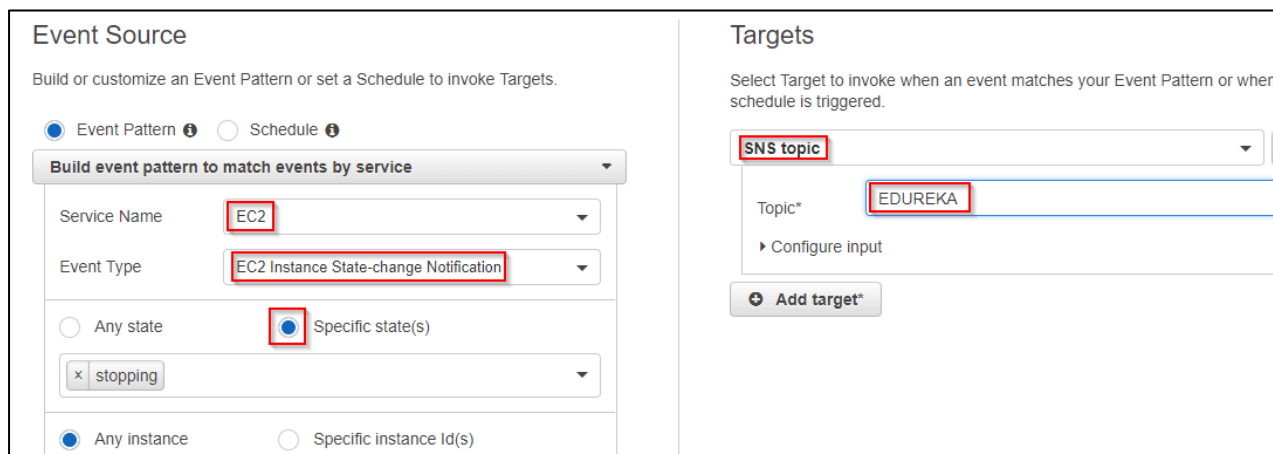 Event Source
Build or customize an Event Pattern or set a Schedule to invoke Targets.
Event Pattern Schedule
Build event pattern to match events by service
Service Name EC2
Event Type EC2 Instance State-change Notification
Any state Specific state(s)
× stopping
Any instance Specific instance Id(s)
Targets
Select Target to invoke when an event matches your Event Pattern or when
schedule is triggered.
SNS topic
Topic* EDUREKA
Configure input
Add target*